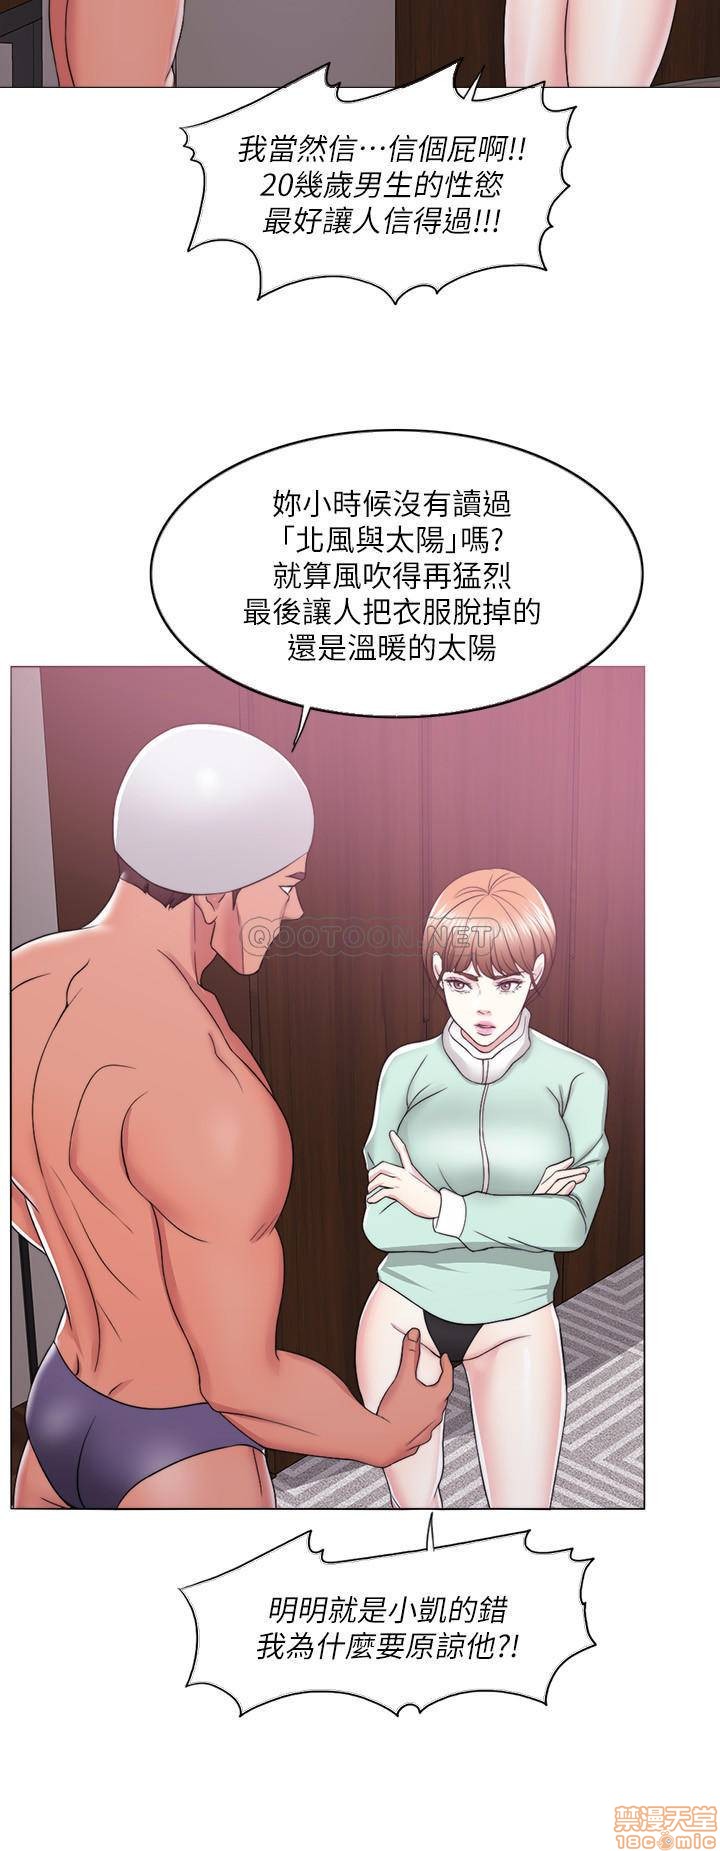 我當然信…信個屁啊!!
20幾歲男生的性慾
最好讓人信得過!!!
妳小時候沒有讀過
「北風與太陽」嗎?
就算風吹得再猛烈
最後讓人把衣服脫掉的
還是溫暖的太陽
QOOTOON.NET
明明就是小凱的錯
我為什麼要原諒他?!
禁漫天堂
18comic